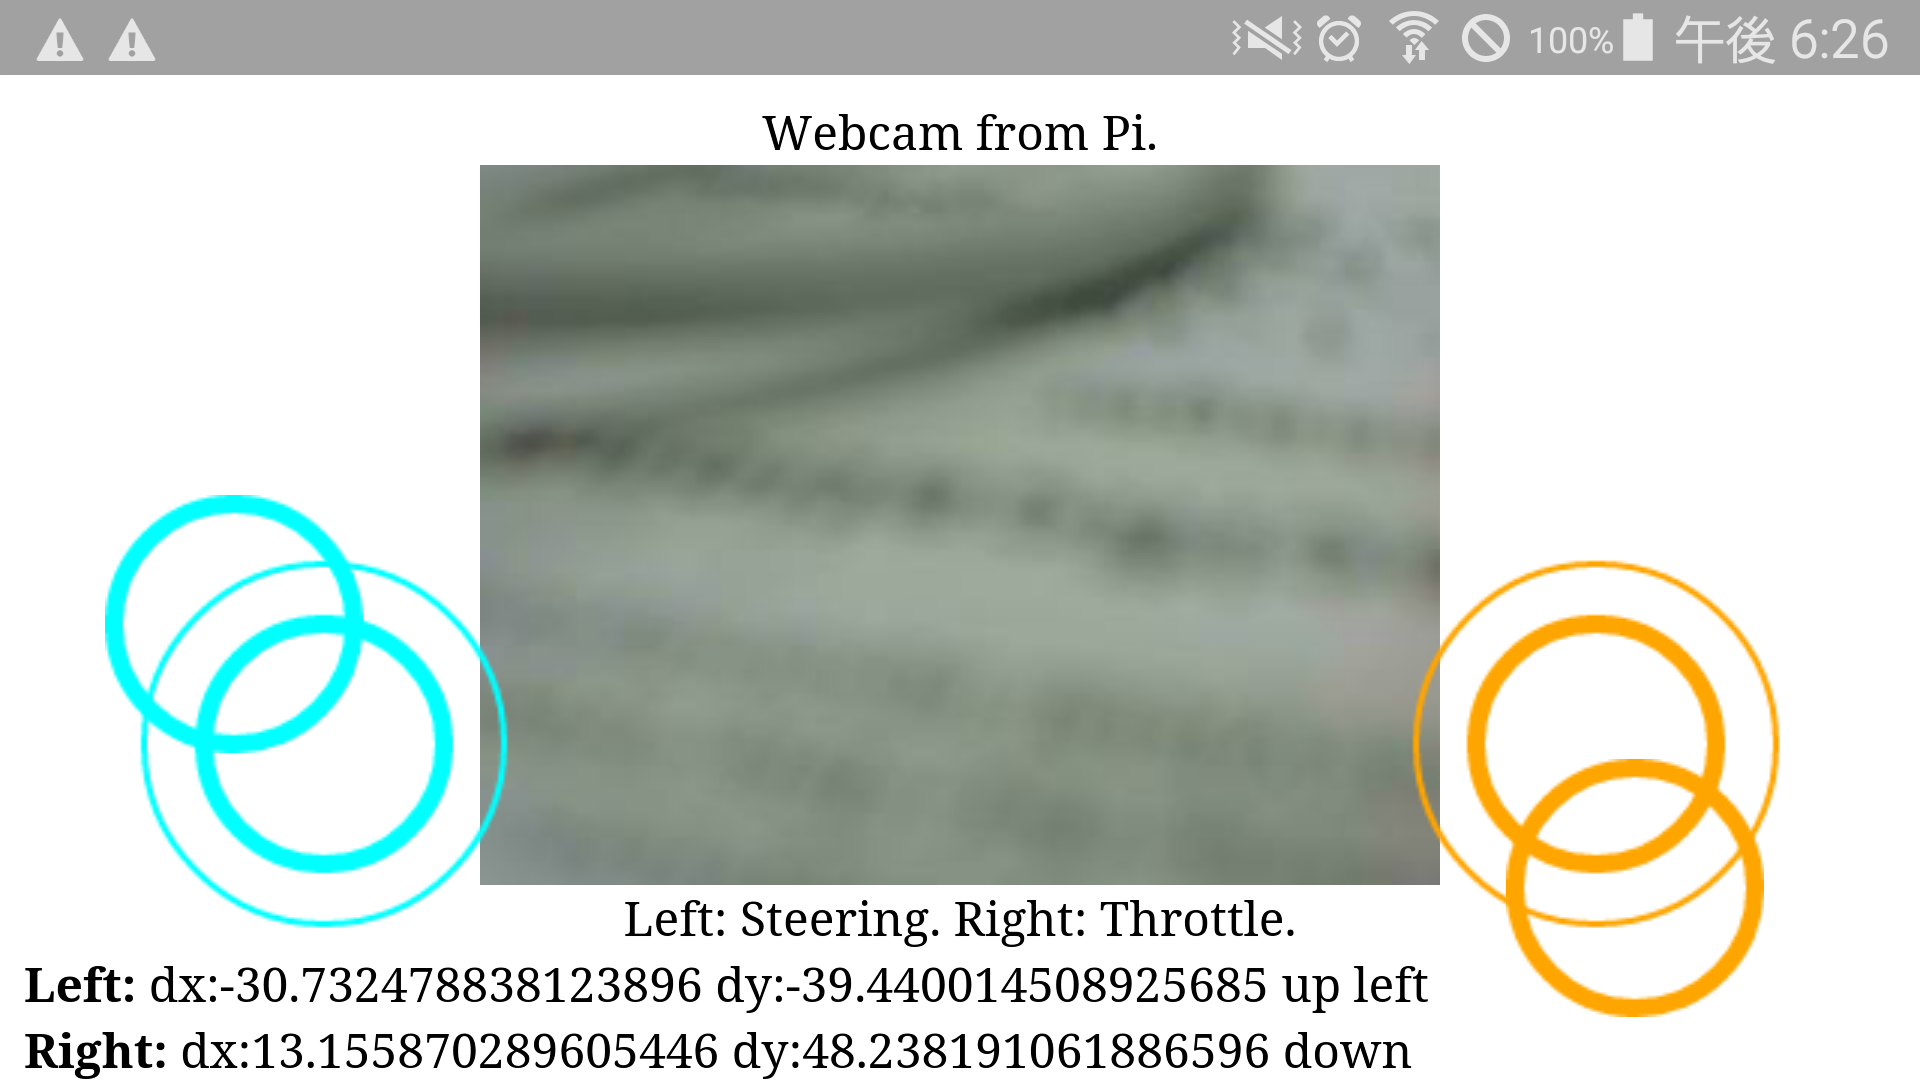 100% 午後 6:26
Webcam from Pi.
Left: Steering. Right: Throttle.
Left: dx:-30.732478838123896 dy:-39.440014508925685 up left
Right: dx:13.155870289605446 dy:48.238191061886596 down